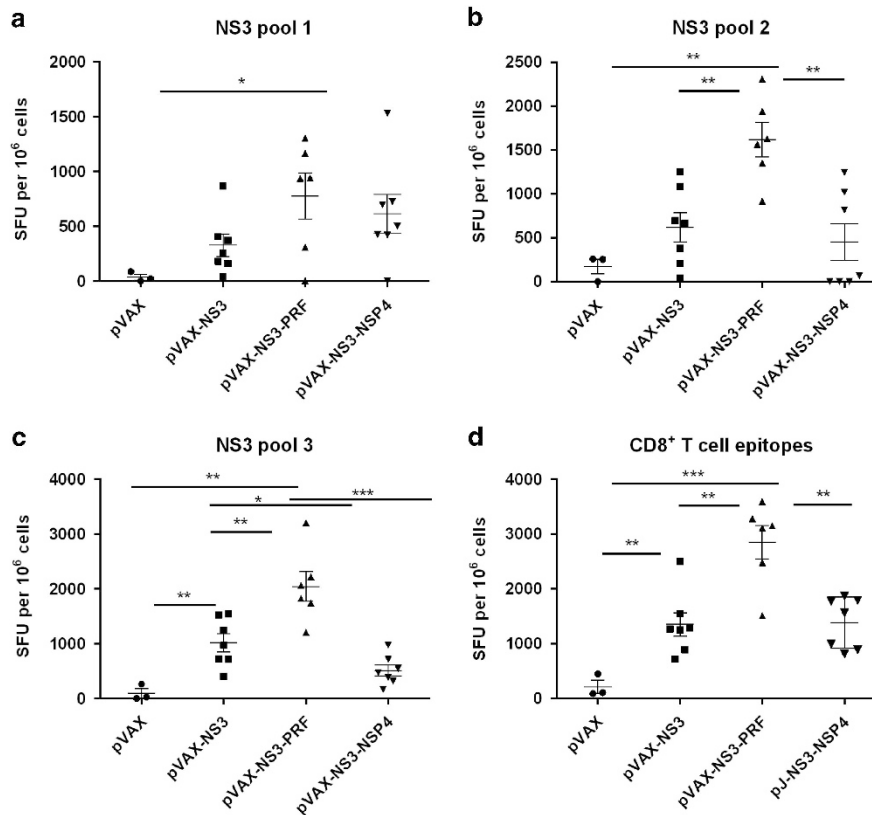 a
NS3 pool 1
SFU per 10⁶ cells
2000
1500
1000
500
0
*
pVAX
pVAX-NS3
pVAX-NS3-PRF
pVAX-NS3-NSP4
b
NS3 pool 2
SFU per 10⁶ cells
2500
2000
1500
1000
500
0
**
**
**
pVAX
pVAX-NS3
pVAX-NS3-PRF
pVAX-NS3-NSP4
c
NS3 pool 3
SFU per 10⁶ cells
4000
3000
2000
1000
0
**
*
***
**
**
pVAX
pVAX-NS3
pVAX-NS3-PRF
pVAX-NS3-NSP4
d
CD8⁺ T cell epitopes
SFU per 10⁶ cells
4000
3000
2000
1000
0
***
**
**
**
pVAX
pVAX-NS3
pVAX-NS3-PRF
pJ-NS3-NSP4